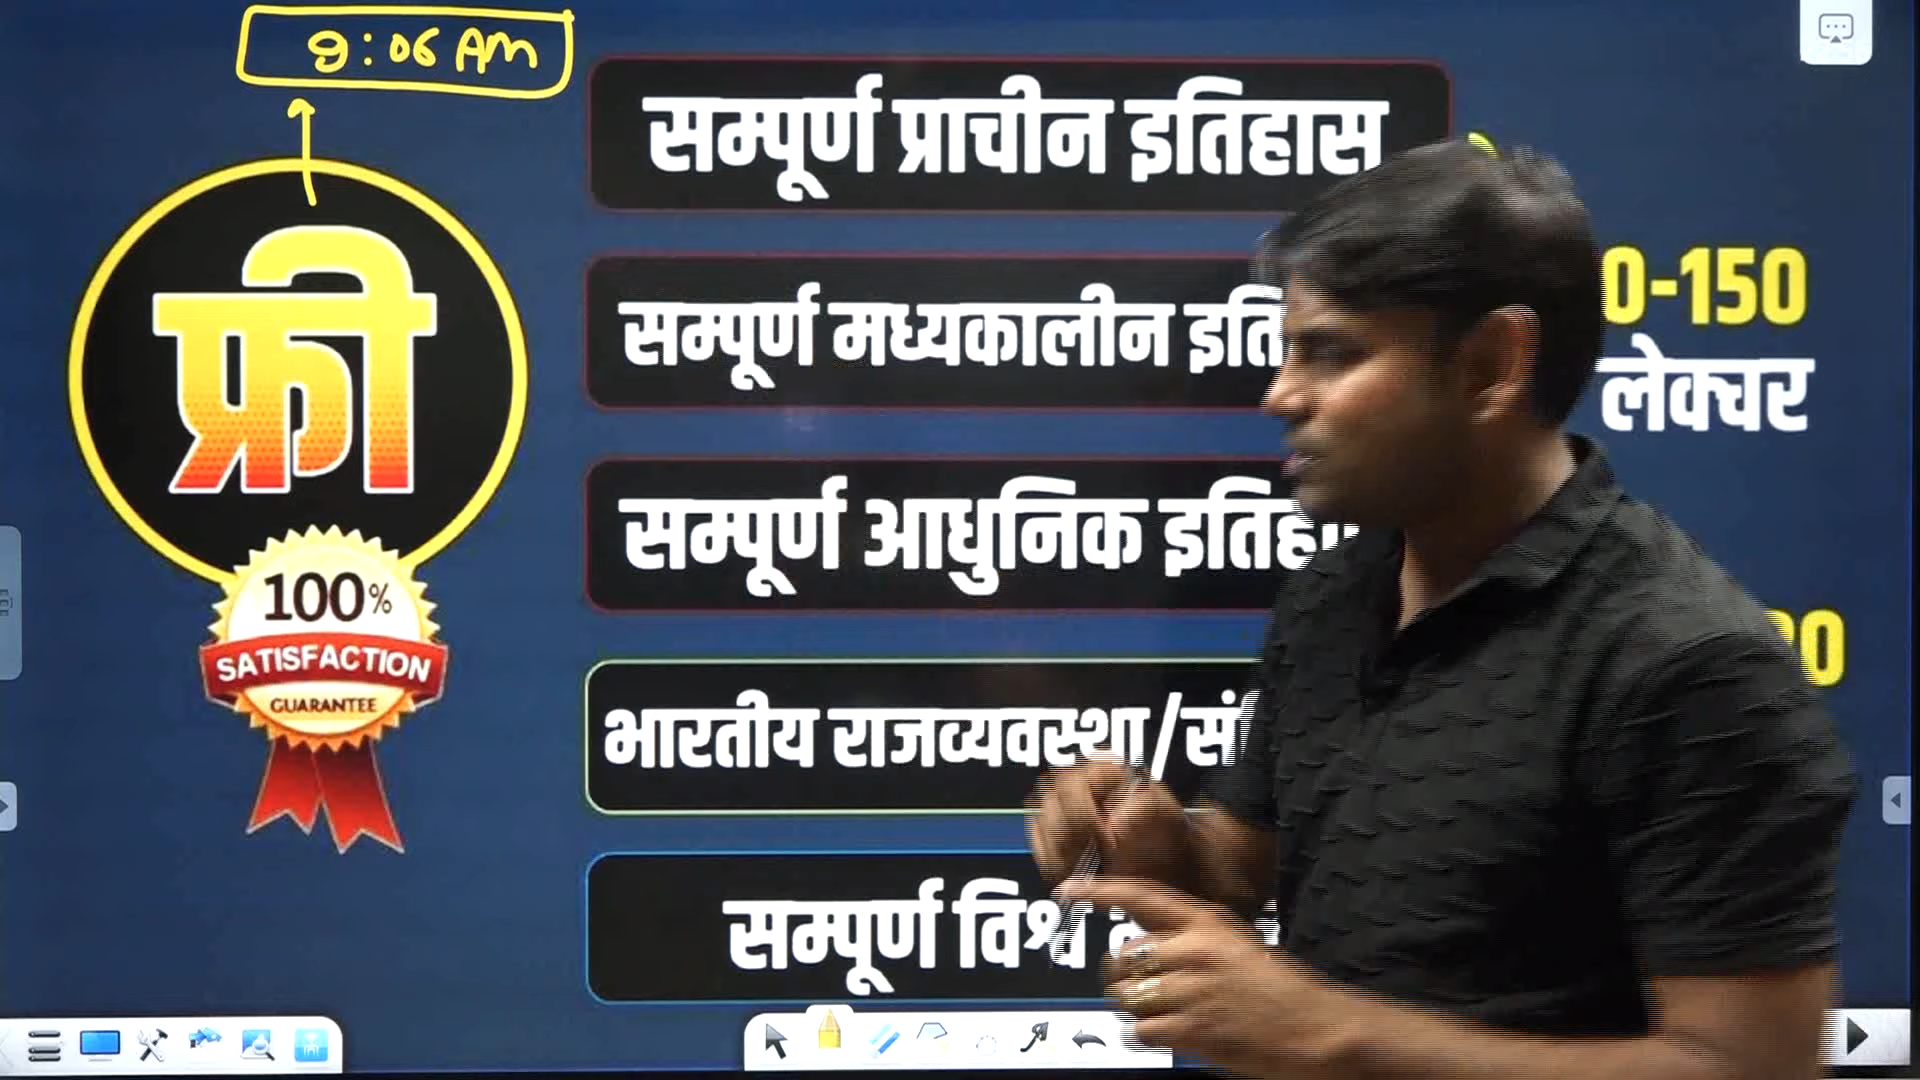 9:06 AM
सम्पूर्ण प्राचीन इतिहास
सम्पूर्ण मध्यकालीन
0-150
लेक्चर
फ्री
सम्पूर्ण आधुनिक
100%
SATISFACTION
GUARANTEE
भारतीय राजव्यवस्था/
सम्पूर्ण विश्व